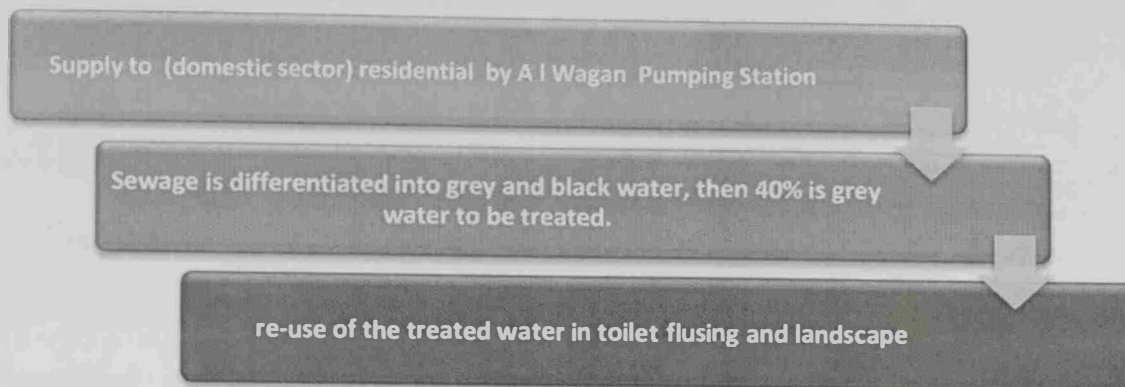 Supply to (domestic sector) residential by A l Wagan Pumping Station
Sewage is differentiated into grey and black water, then 40% is grey
water to be treated.
re-use of the treated water in toilet flusing and landscape